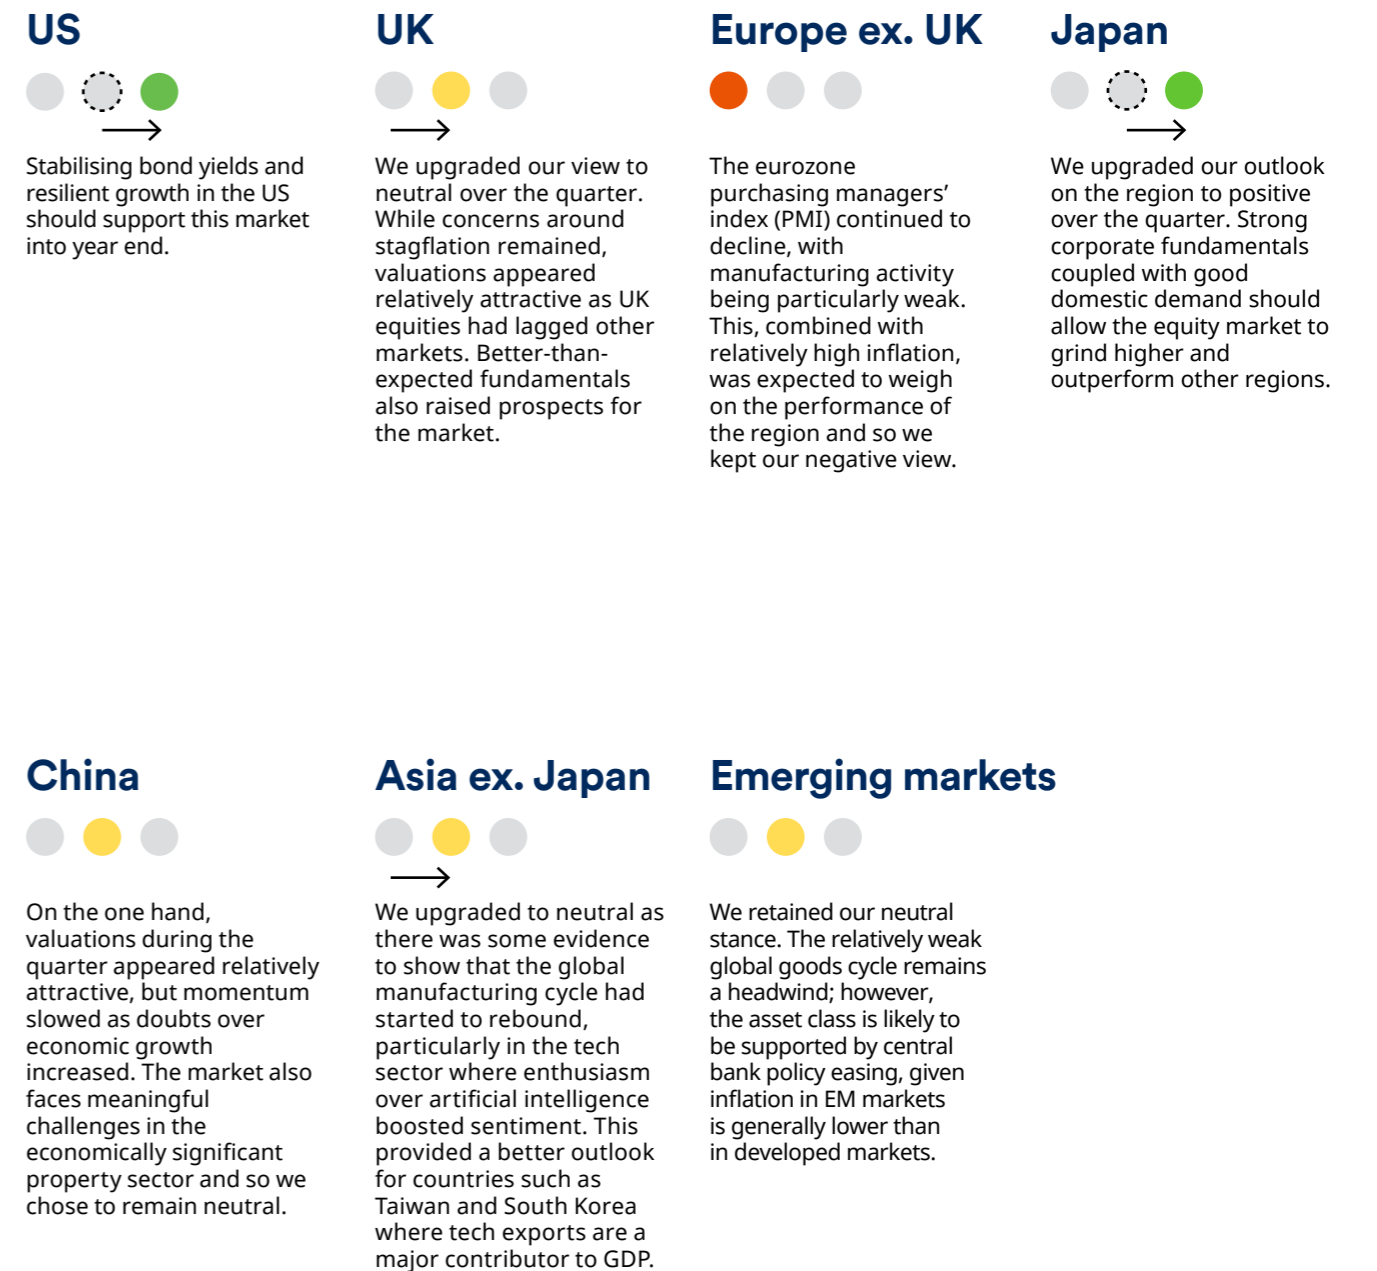 US
Stabilising bond yields and
resilient growth in the US
should support this market
into year end.
UK
We upgraded our view to
neutral over the quarter.
While concerns around
stagflation remained,
valuations appeared
relatively attractive as UK
equities had lagged other
markets. Better-than-
expected fundamentals
also raised prospects for
the market.
Europe ex. UK
The eurozone
purchasing managers’
index (PMI) continued to
decline, with
manufacturing activity
being particularly weak.
This, combined with
relatively high inflation,
was expected to weigh
on the performance of
the region and so we
kept our negative view.
Japan
We upgraded our outlook
on the region to positive
over the quarter. Strong
corporate fundamentals
coupled with good
domestic demand should
allow the equity market to
grind higher and
outperform other regions.
China
On the one hand,
valuations during the
quarter appeared relatively
attractive, but momentum
slowed as doubts over
economic growth
increased. The market also
faces meaningful
challenges in the
economically significant
property sector and so we
chose to remain neutral.
Asia ex. Japan
We upgraded to neutral as
there was some evidence
to show that the global
manufacturing cycle had
started to rebound,
particularly in the tech
sector where enthusiasm
over artificial intelligence
boosted sentiment. This
provided a better outlook
for countries such as
Taiwan and South Korea
where tech exports are a
major contributor to GDP.
Emerging markets
We retained our neutral
stance. The relatively weak
global goods cycle remains
a headwind; however,
the asset class is likely to
be supported by central
bank policy easing, given
inflation in EM markets
is generally lower than
in developed markets.